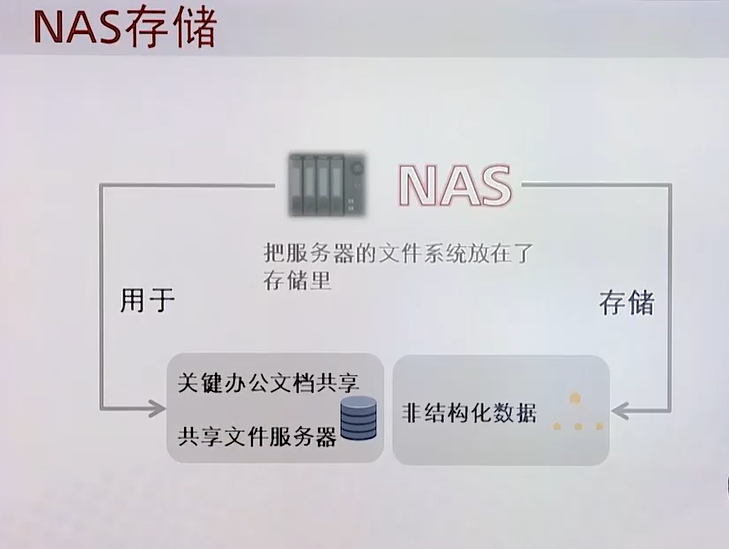 NAS存储
NAS
把服务器的文件系统放在了
存储里
用于
存储
关键办公文档共享
共享文件服务器
非结构化数据